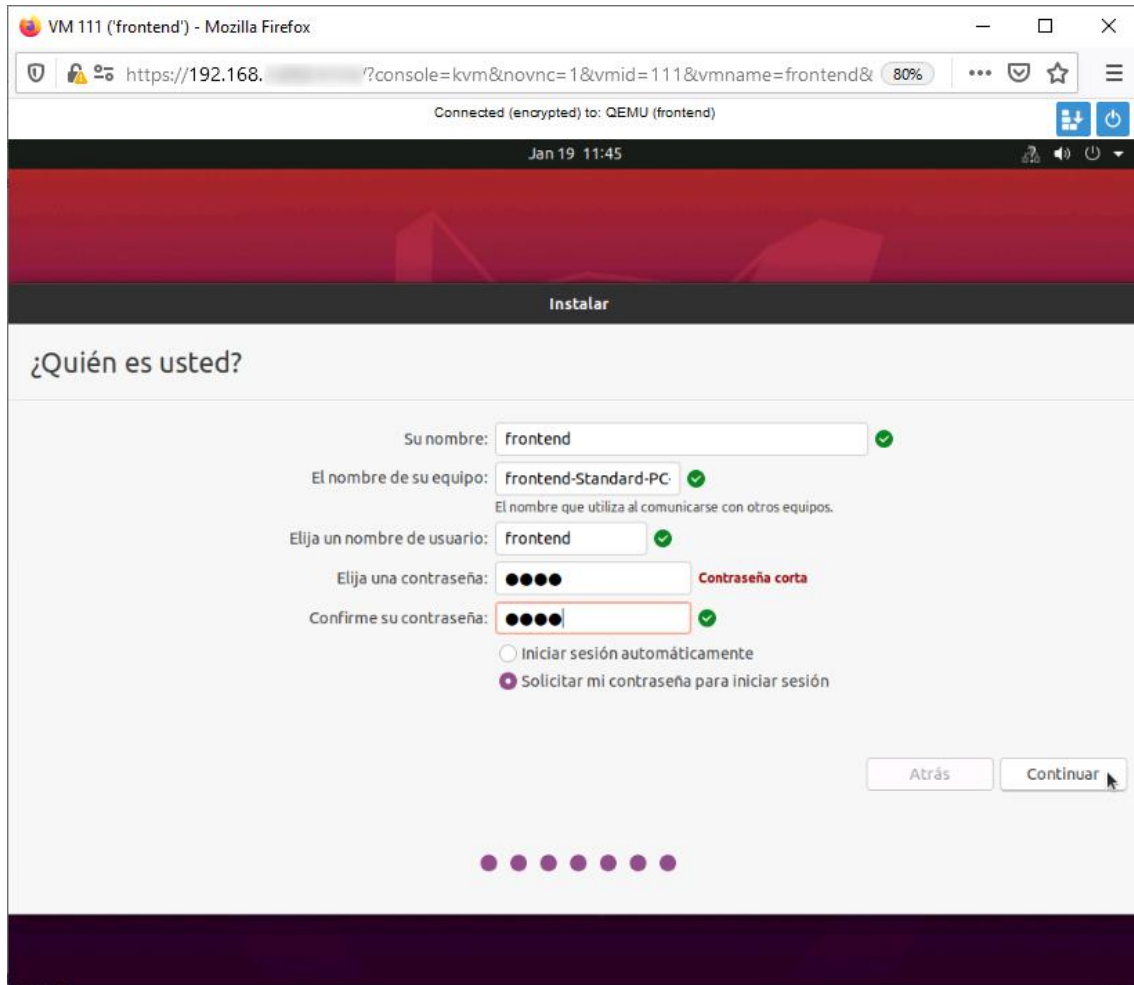 VM 111 ('frontend') - Mozilla Firefox
https://192.168. /?console=kvm&novnc=1&vmid=111&vmname=frontend& 80%
Connected (encrypted) to: QEMU (frontend)
Jan 19 11:45
Instalar
¿Quién es usted?
Su nombre: frontend
El nombre de su equipo: frontend-Standard-PC-
El nombre que utiliza al comunicarse con otros equipos.
Elija un nombre de usuario: frontend
Elija una contraseña: ●●●● Contraseña corta
Confirme su contraseña: ●●●●
Iniciar sesión automáticamente
Solicitar mi contraseña para iniciar sesión
Atrás Continuar